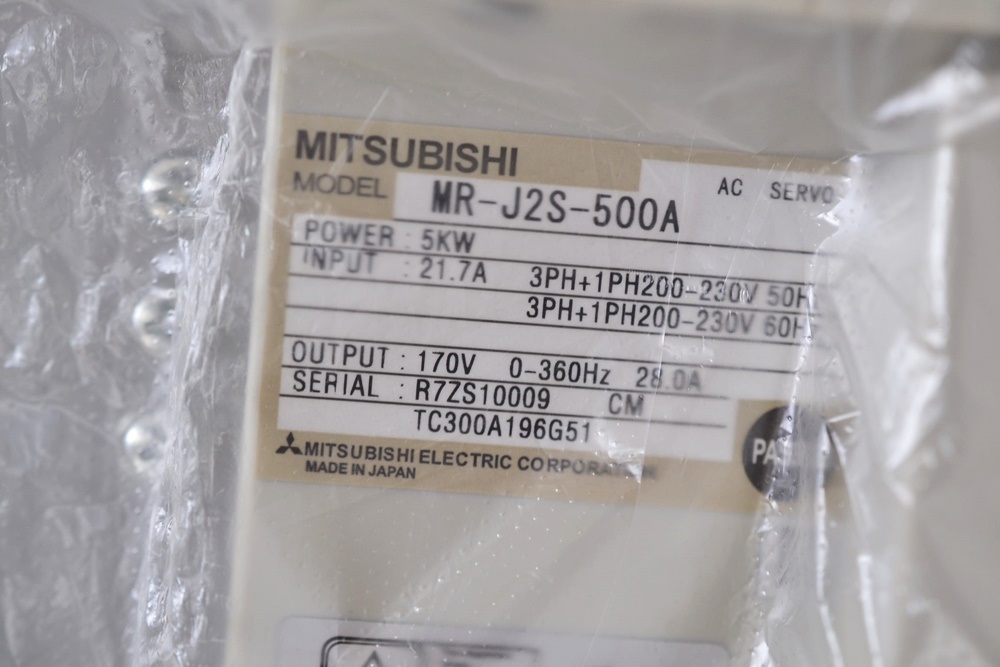 MITSUBISHI
MODEL MR-J2S-500A AC SERVO
POWER : 5KW
INPUT : 21.7A 3PH+1PH200-230V 50H
3PH+1PH200-230V 60H
OUTPUT : 170V 0-360Hz 28.0A
SERIAL : R7ZS10009 CM
TC300A196G51
MITSUBISHI ELECTRIC CORPORATION
MADE IN JAPAN